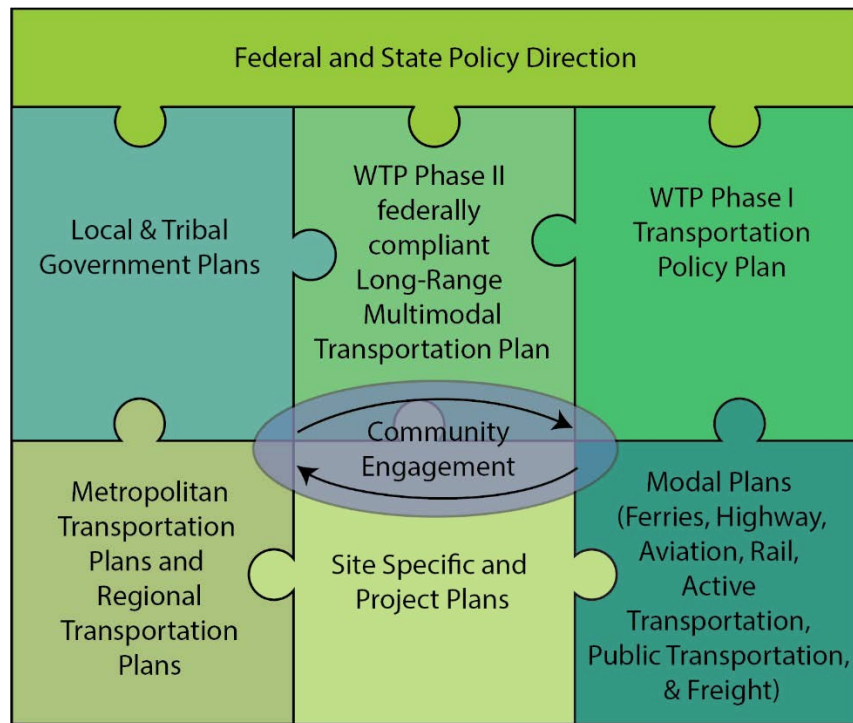 Federal and State Policy Direction
Local & Tribal
Government Plans
WTP Phase II
federally
compliant
Long-Range
Multimodal
Transportation Plan
WTP Phase I
Transportation
Policy Plan
Community
Engagement
Metropolitan
Transportation
Plans and
Regional
Transportation
Plans
Site Specific and
Project Plans
Modal Plans
(Ferries, Highway,
Aviation, Rail,
Active
Transportation,
Public Transportation,
& Freight)